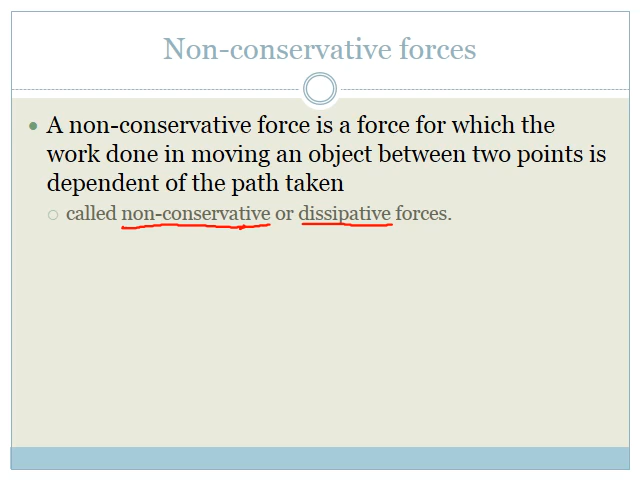 Non-conservative forces
A non-conservative force is a force for which the
work done in moving an object between two points is
dependent of the path taken
called non-conservative or dissipative forces.